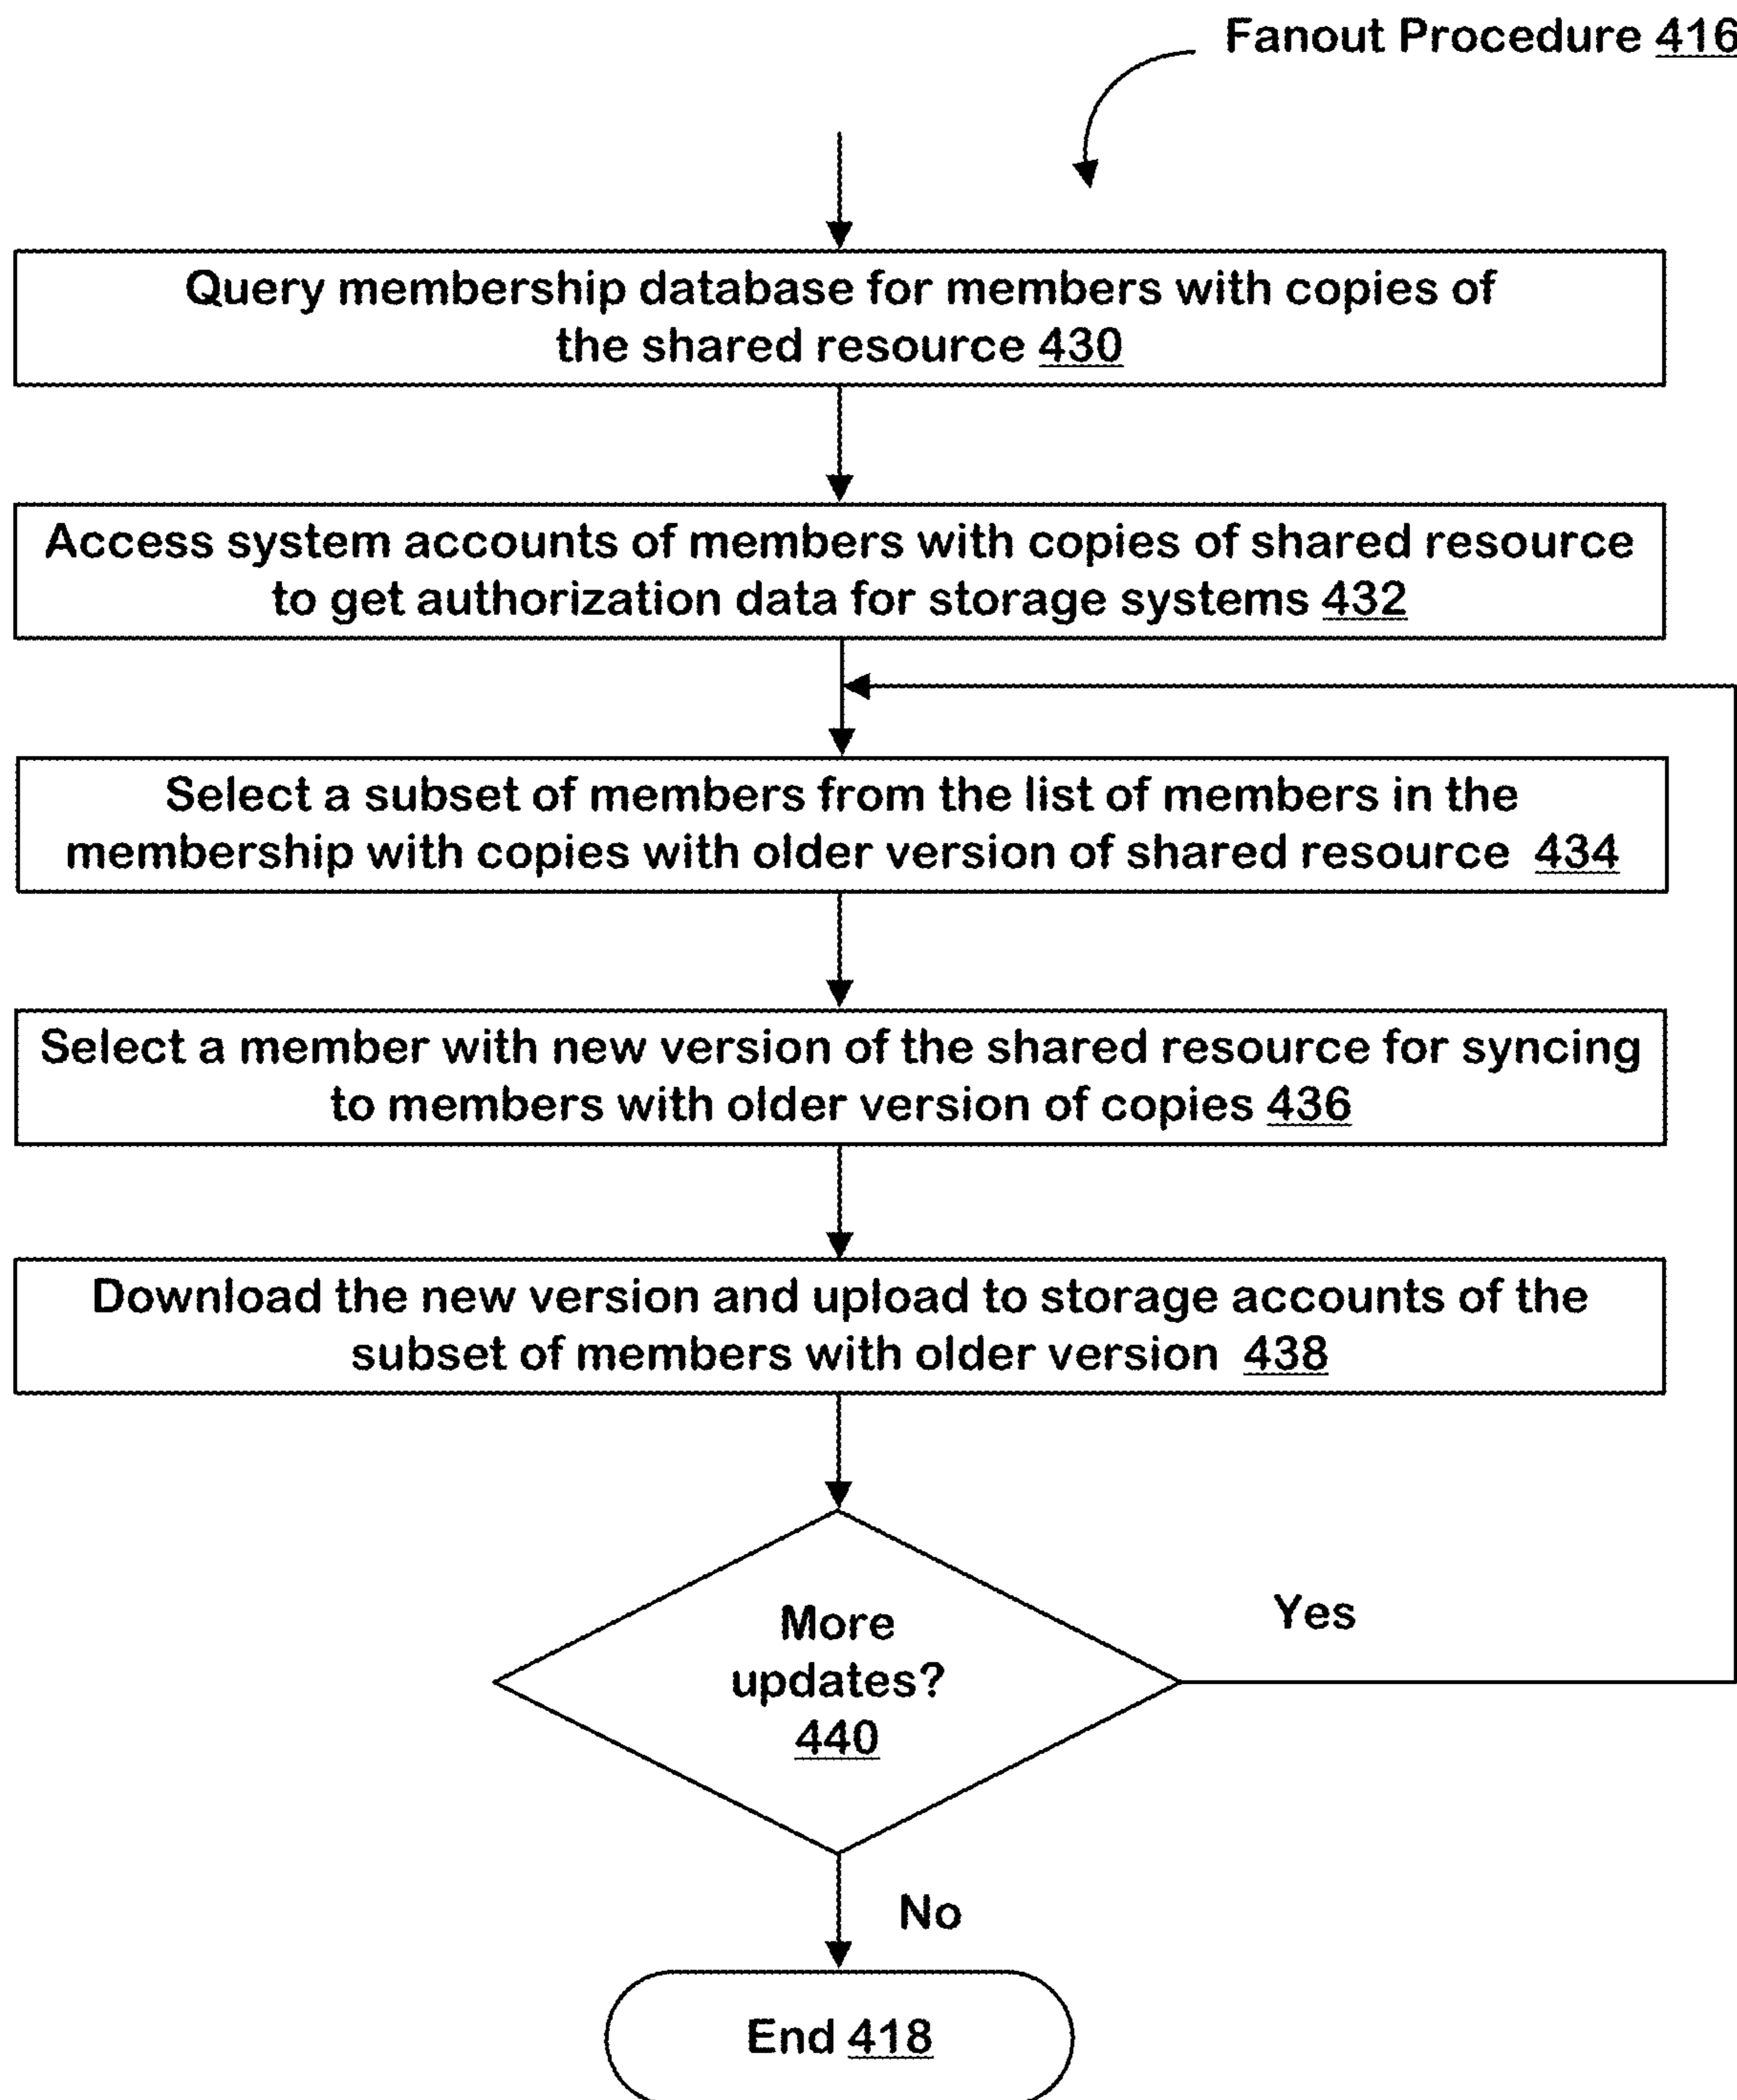 Fanout Procedure 416
Query membership database for members with copies of
the shared resource 430
Access system accounts of members with copies of shared resource
to get authorization data for storage systems 432
Select a subset of members from the list of members in the
membership with copies with older version of shared resource 434
Select a member with new version of the shared resource for syncing
to members with older version of copies 436
Download the new version and upload to storage accounts of the
subset of members with older version 438
More
updates?
440
Yes
No
End 418